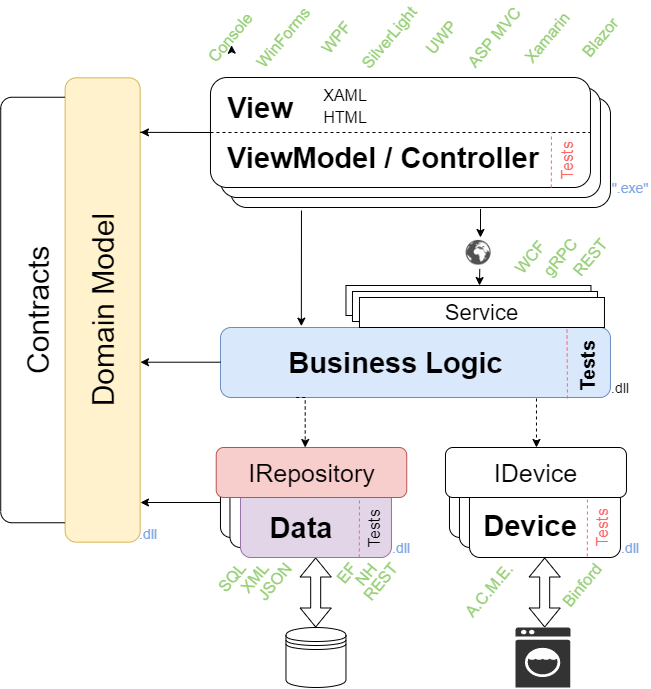 Console
WinForms
WPF
SilverLight
UWP
ASP MVC
Xamarin
Blazor
View
XAML
HTML
ViewModel / Controller
Tests
".exe"
WCF
gRPC
REST
Service
Business Logic
Tests
.dll
Contracts
Domain Model
.dll
IRepository
Data
Tests
.dll
IDevice
Device
Tests
.dll
SQL
XML
JSON
EF
NH
REST
A.C.M.E.
Binford